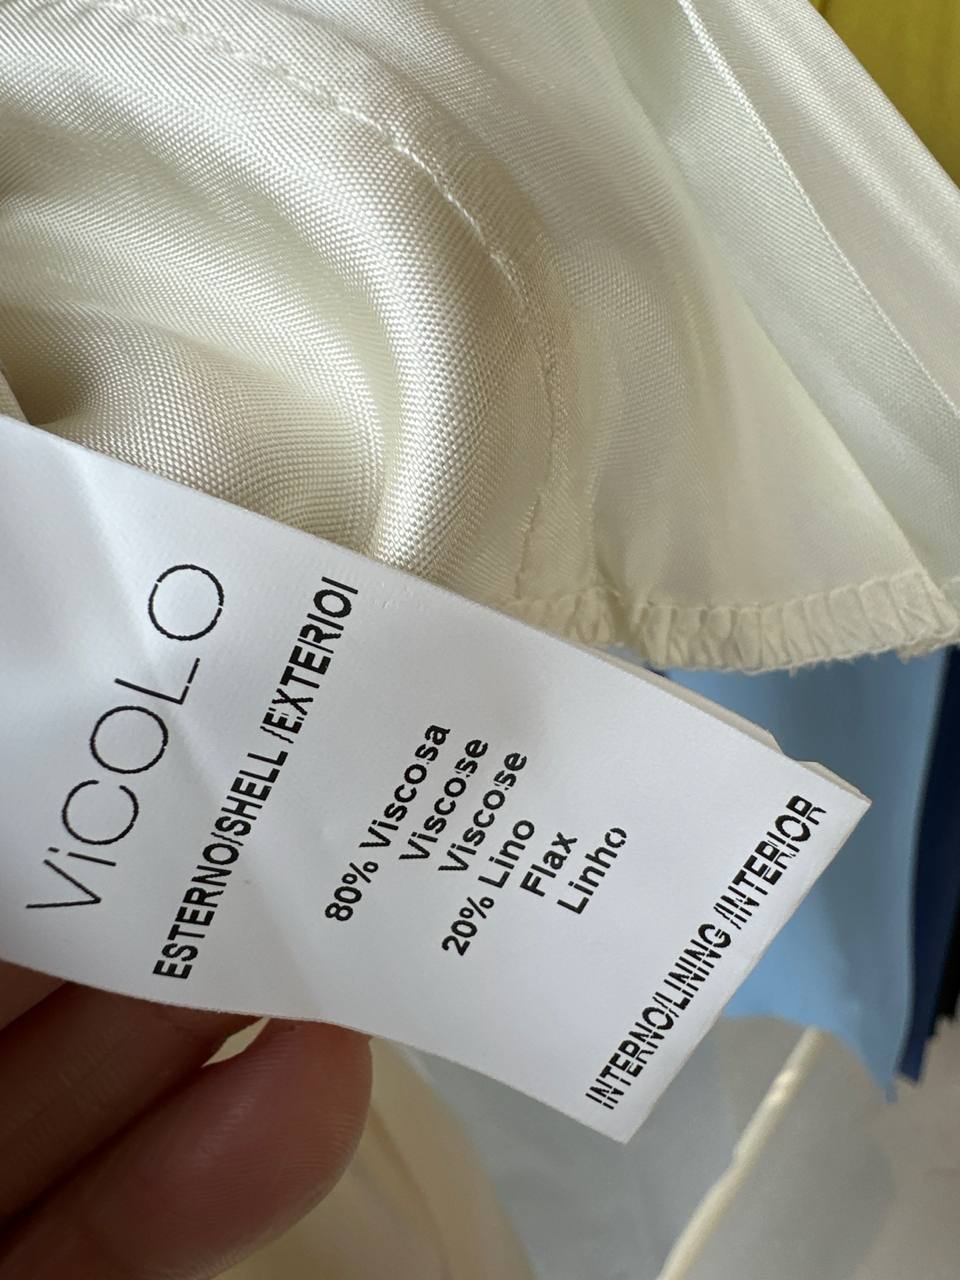 ViCOLO
ESTERNO/SHELL/EXTERIOI
80% Viscosa
Viscose
Viscose
20% Lino
Flax
Linho
INTERNO/LINING/INTERIOR